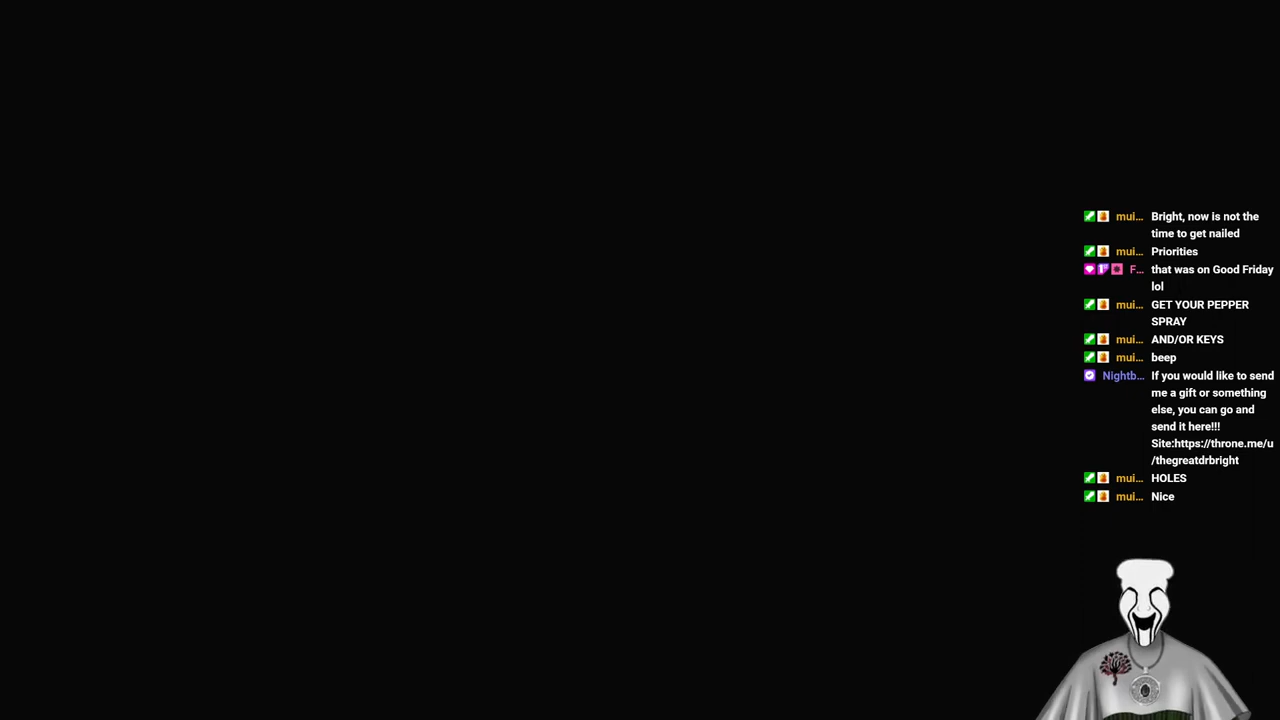 mui... Bright, now is not the
time to get nailed
mui... Priorities
F... that was on Good Friday
lol
mui... GET YOUR PEPPER
SPRAY
mui... AND/OR KEYS
mui... beep
Nightb... If you would like to send
me a gift or something
else, you can go and
send it here!!!
Site:https://throne.me/u
/thegreatdrbright
mui... HOLES
mui... Nice